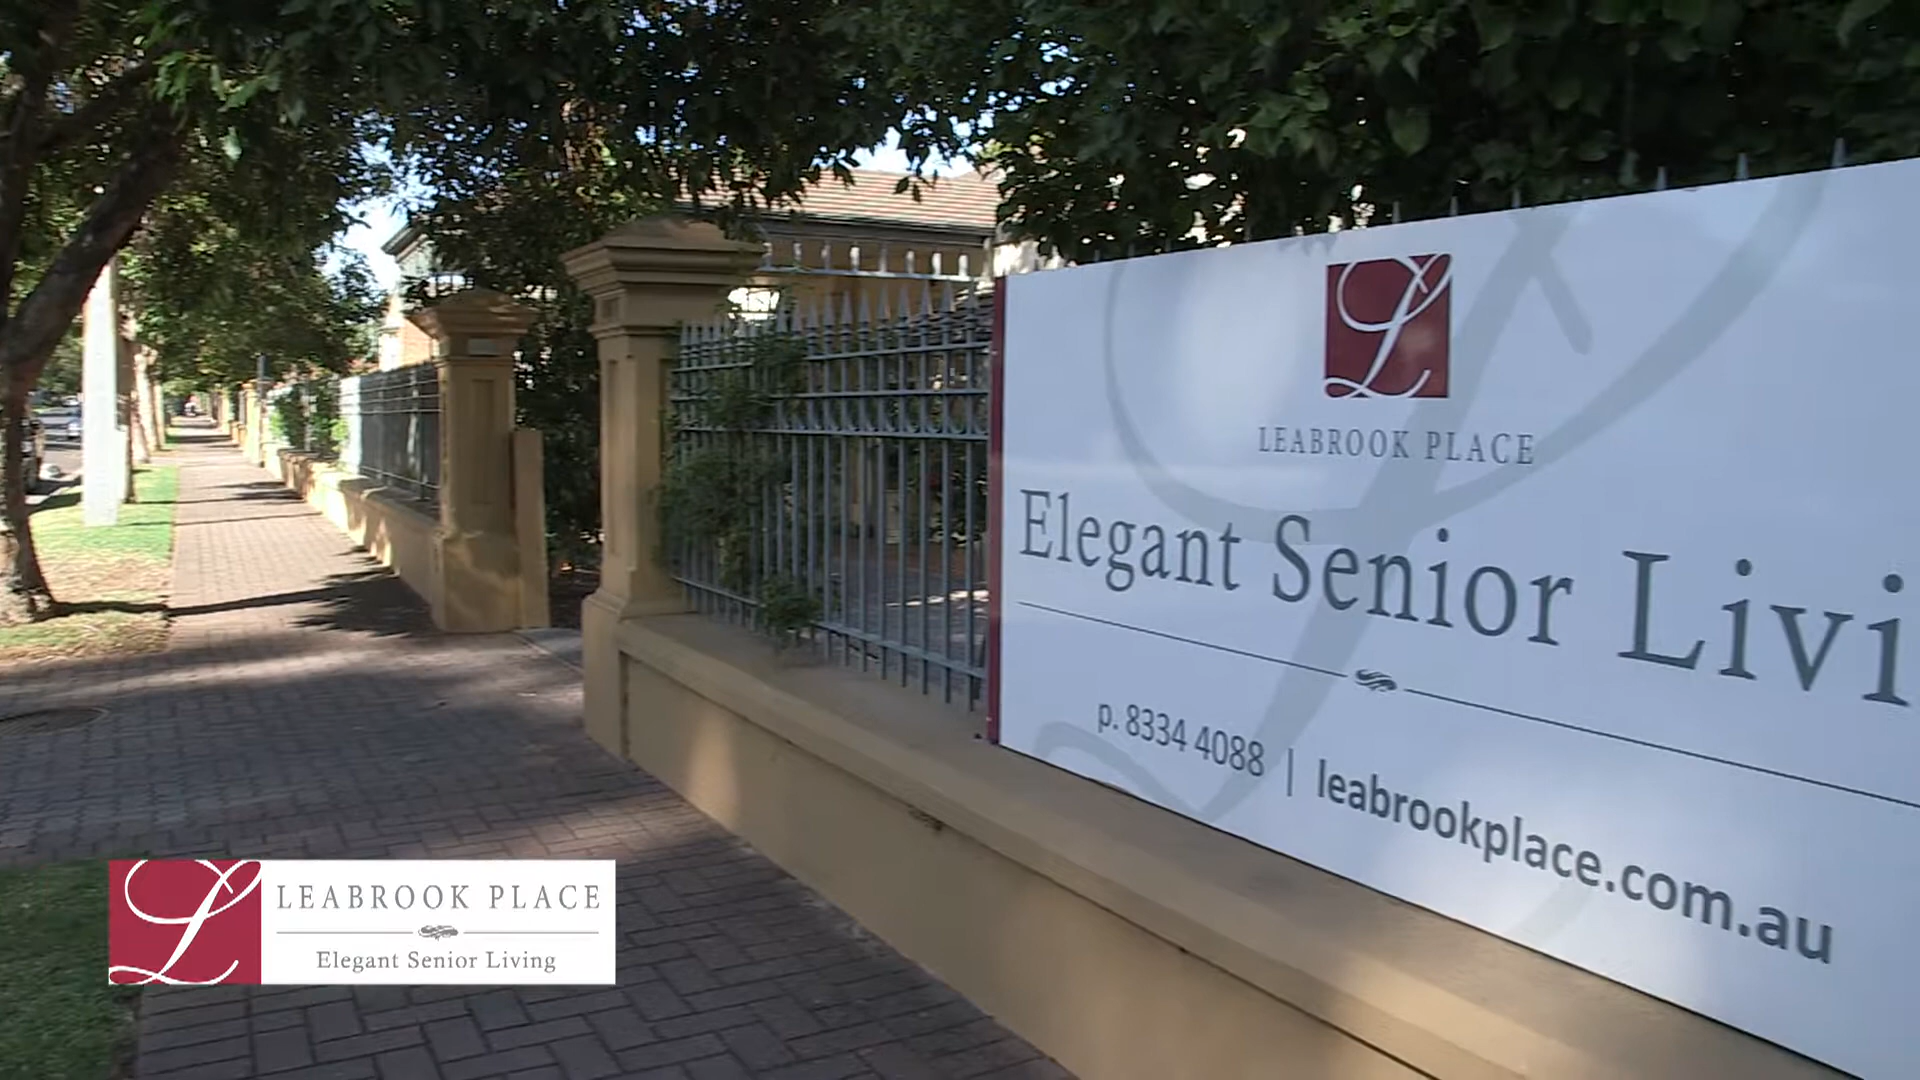 L
LEABROOK PLACE
Elegant Senior Livi
p. 8334 4088 | leabrookplace.com.au
L
LEABROOK PLACE
Elegant Senior Living